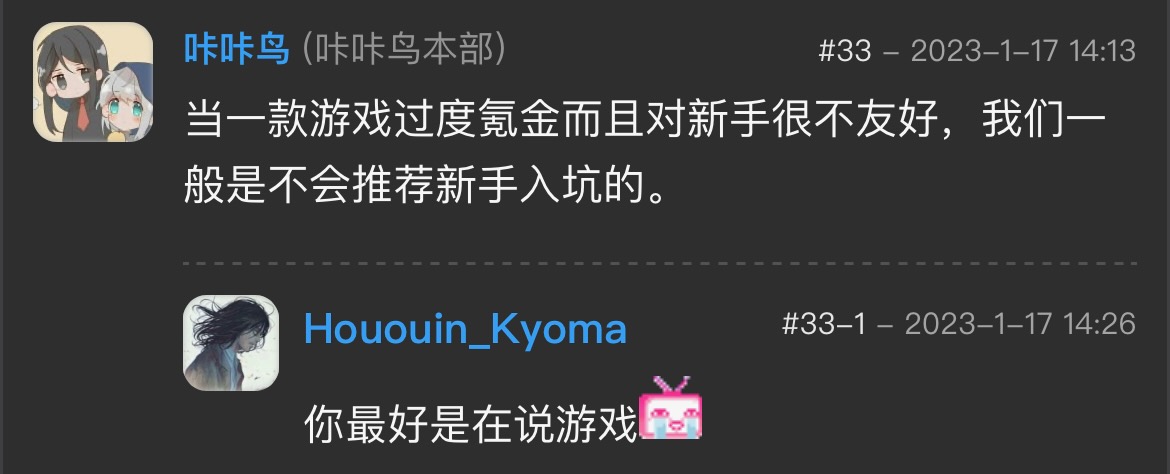 咔咔鸟 (咔咔鸟本部) #33 – 2023–1–17 14:13
当一款游戏过度氪金而且对新手很不友好，我们一
般是不会推荐新手入坑的。
Hououin_Kyoma #33–1 – 2023–1–17 14:26
你最好是在说游戏